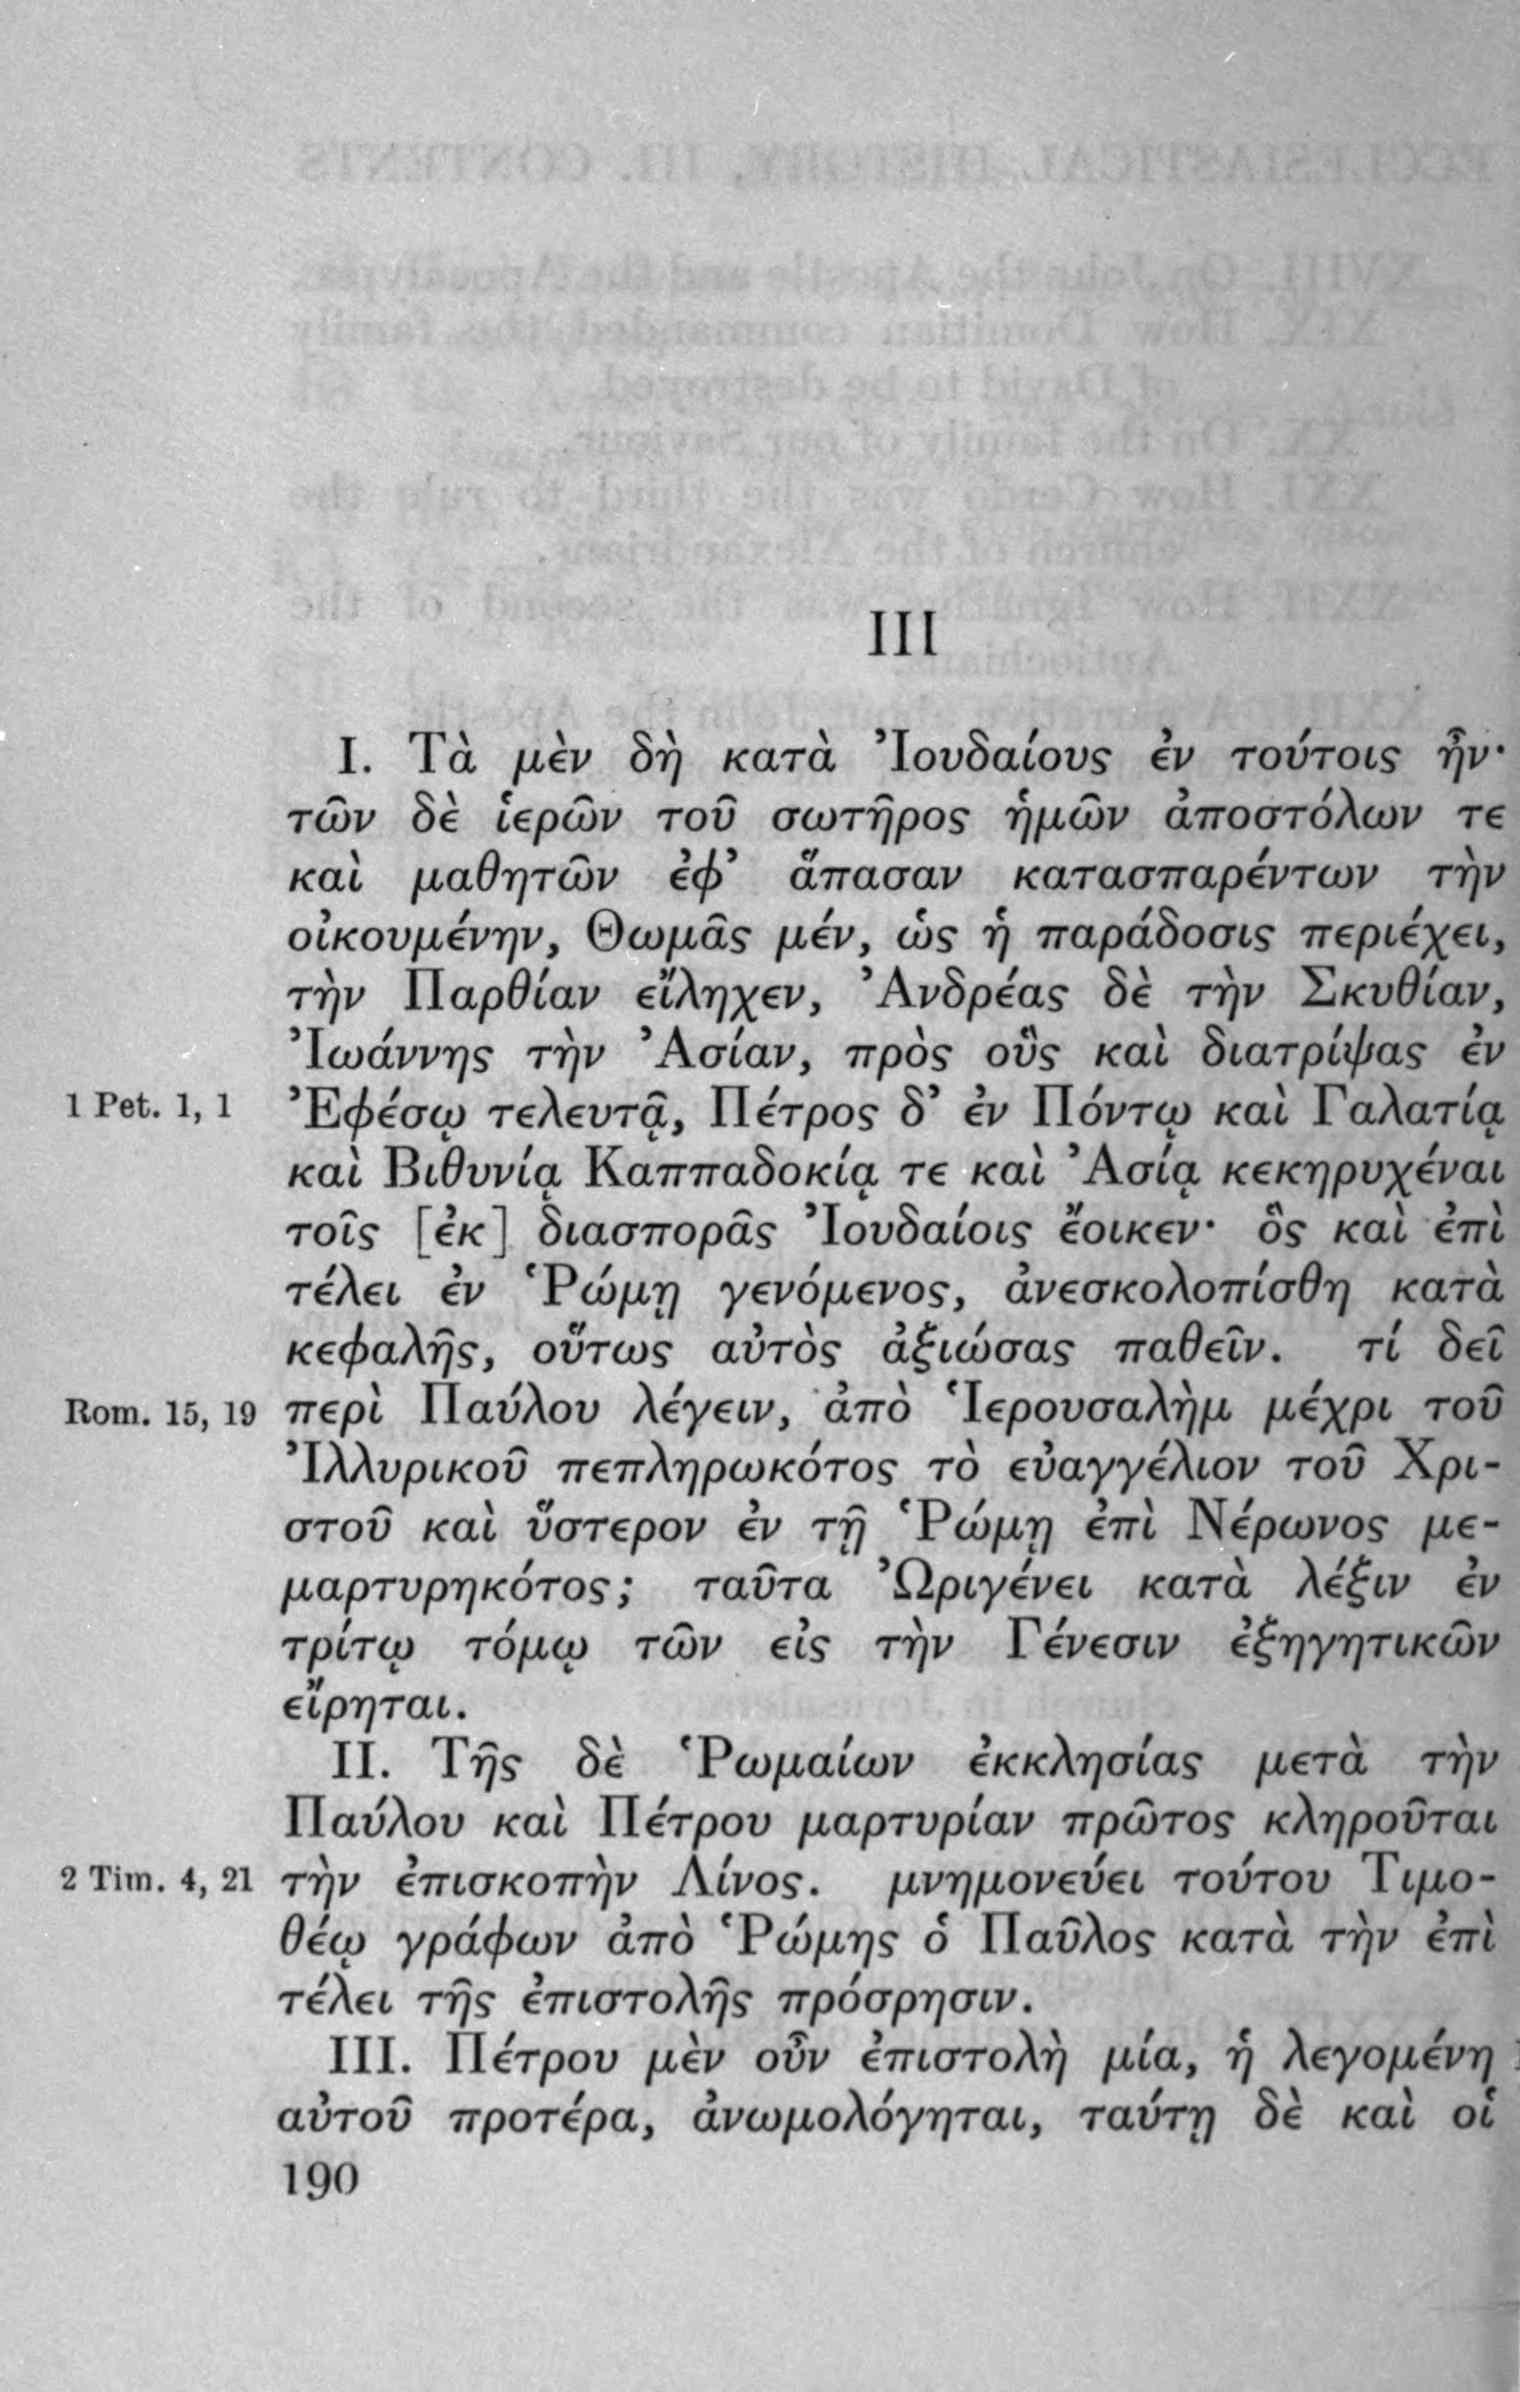 III
I. Τὰ μὲν δὴ κατὰ Ἰουδαίους ἐν τούτοις ἦν·
τῶν δὲ ἱερῶν τοῦ σωτῆρος ἡμῶν ἀποστόλων τε
καὶ μαθητῶν ἐφ’ ἅπασαν κατασπαρέντων τὴν
οἰκουμένην, Θωμᾶς μέν, ὡς ἡ παράδοσις περιέχει,
τὴν Παρθίαν εἴληχεν, Ἀνδρέας δὲ τὴν Σκυθίαν,
Ἰωάννης τὴν Ἀσίαν, πρὸς οὓς καὶ διατρίψας ἐν
1 Pet. 1, 1 Ἐφέσῳ τελευτᾷ, Πέτρος δ’ ἐν Πόντῳ καὶ Γαλατίᾳ
καὶ Βιθυνίᾳ Καππαδοκίᾳ τε καὶ Ἀσίᾳ κεκηρυχέναι
τοῖς [ἐκ] διασπορᾶς Ἰουδαίοις ἔοικεν· ὃς καὶ ἐπὶ
τέλει ἐν Ῥώμῃ γενόμενος, ἀνεσκολοπίσθη κατὰ
κεφαλῆς, οὕτως αὐτὸς ἀξιώσας παθεῖν. τί δεῖ
Rom. 15, 19 περὶ Παύλου λέγειν, ἀπὸ Ἱερουσαλὴμ μέχρι τοῦ
Ἰλλυρικοῦ πεπληρωκότος τὸ εὐαγγέλιον τοῦ Χρι-
στοῦ καὶ ὕστερον ἐν τῇ Ῥώμῃ ἐπὶ Νέρωνος με-
μαρτυρηκότος; ταῦτα Ὠριγένει κατὰ λέξιν ἐν
τρίτῳ τόμῳ τῶν εἰς τὴν Γένεσιν ἐξηγητικῶν
εἴρηται.
II. Τῆς δὲ Ῥωμαίων ἐκκλησίας μετὰ τὴν
Παύλου καὶ Πέτρου μαρτυρίαν πρῶτος κληροῦται
2 Tim. 4, 21 τὴν ἐπισκοπὴν Λίνος. μνημονεύει τούτου Τιμο-
θέῳ γράφων ἀπὸ Ῥώμης ὁ Παῦλος κατὰ τὴν ἐπὶ
τέλει τῆς ἐπιστολῆς πρόσρησιν.
III. Πέτρου μὲν οὖν ἐπιστολὴ μία, ἡ λεγομένη
αὐτοῦ προτέρα, ἀνωμολόγηται, ταύτῃ δὲ καὶ οἱ
190